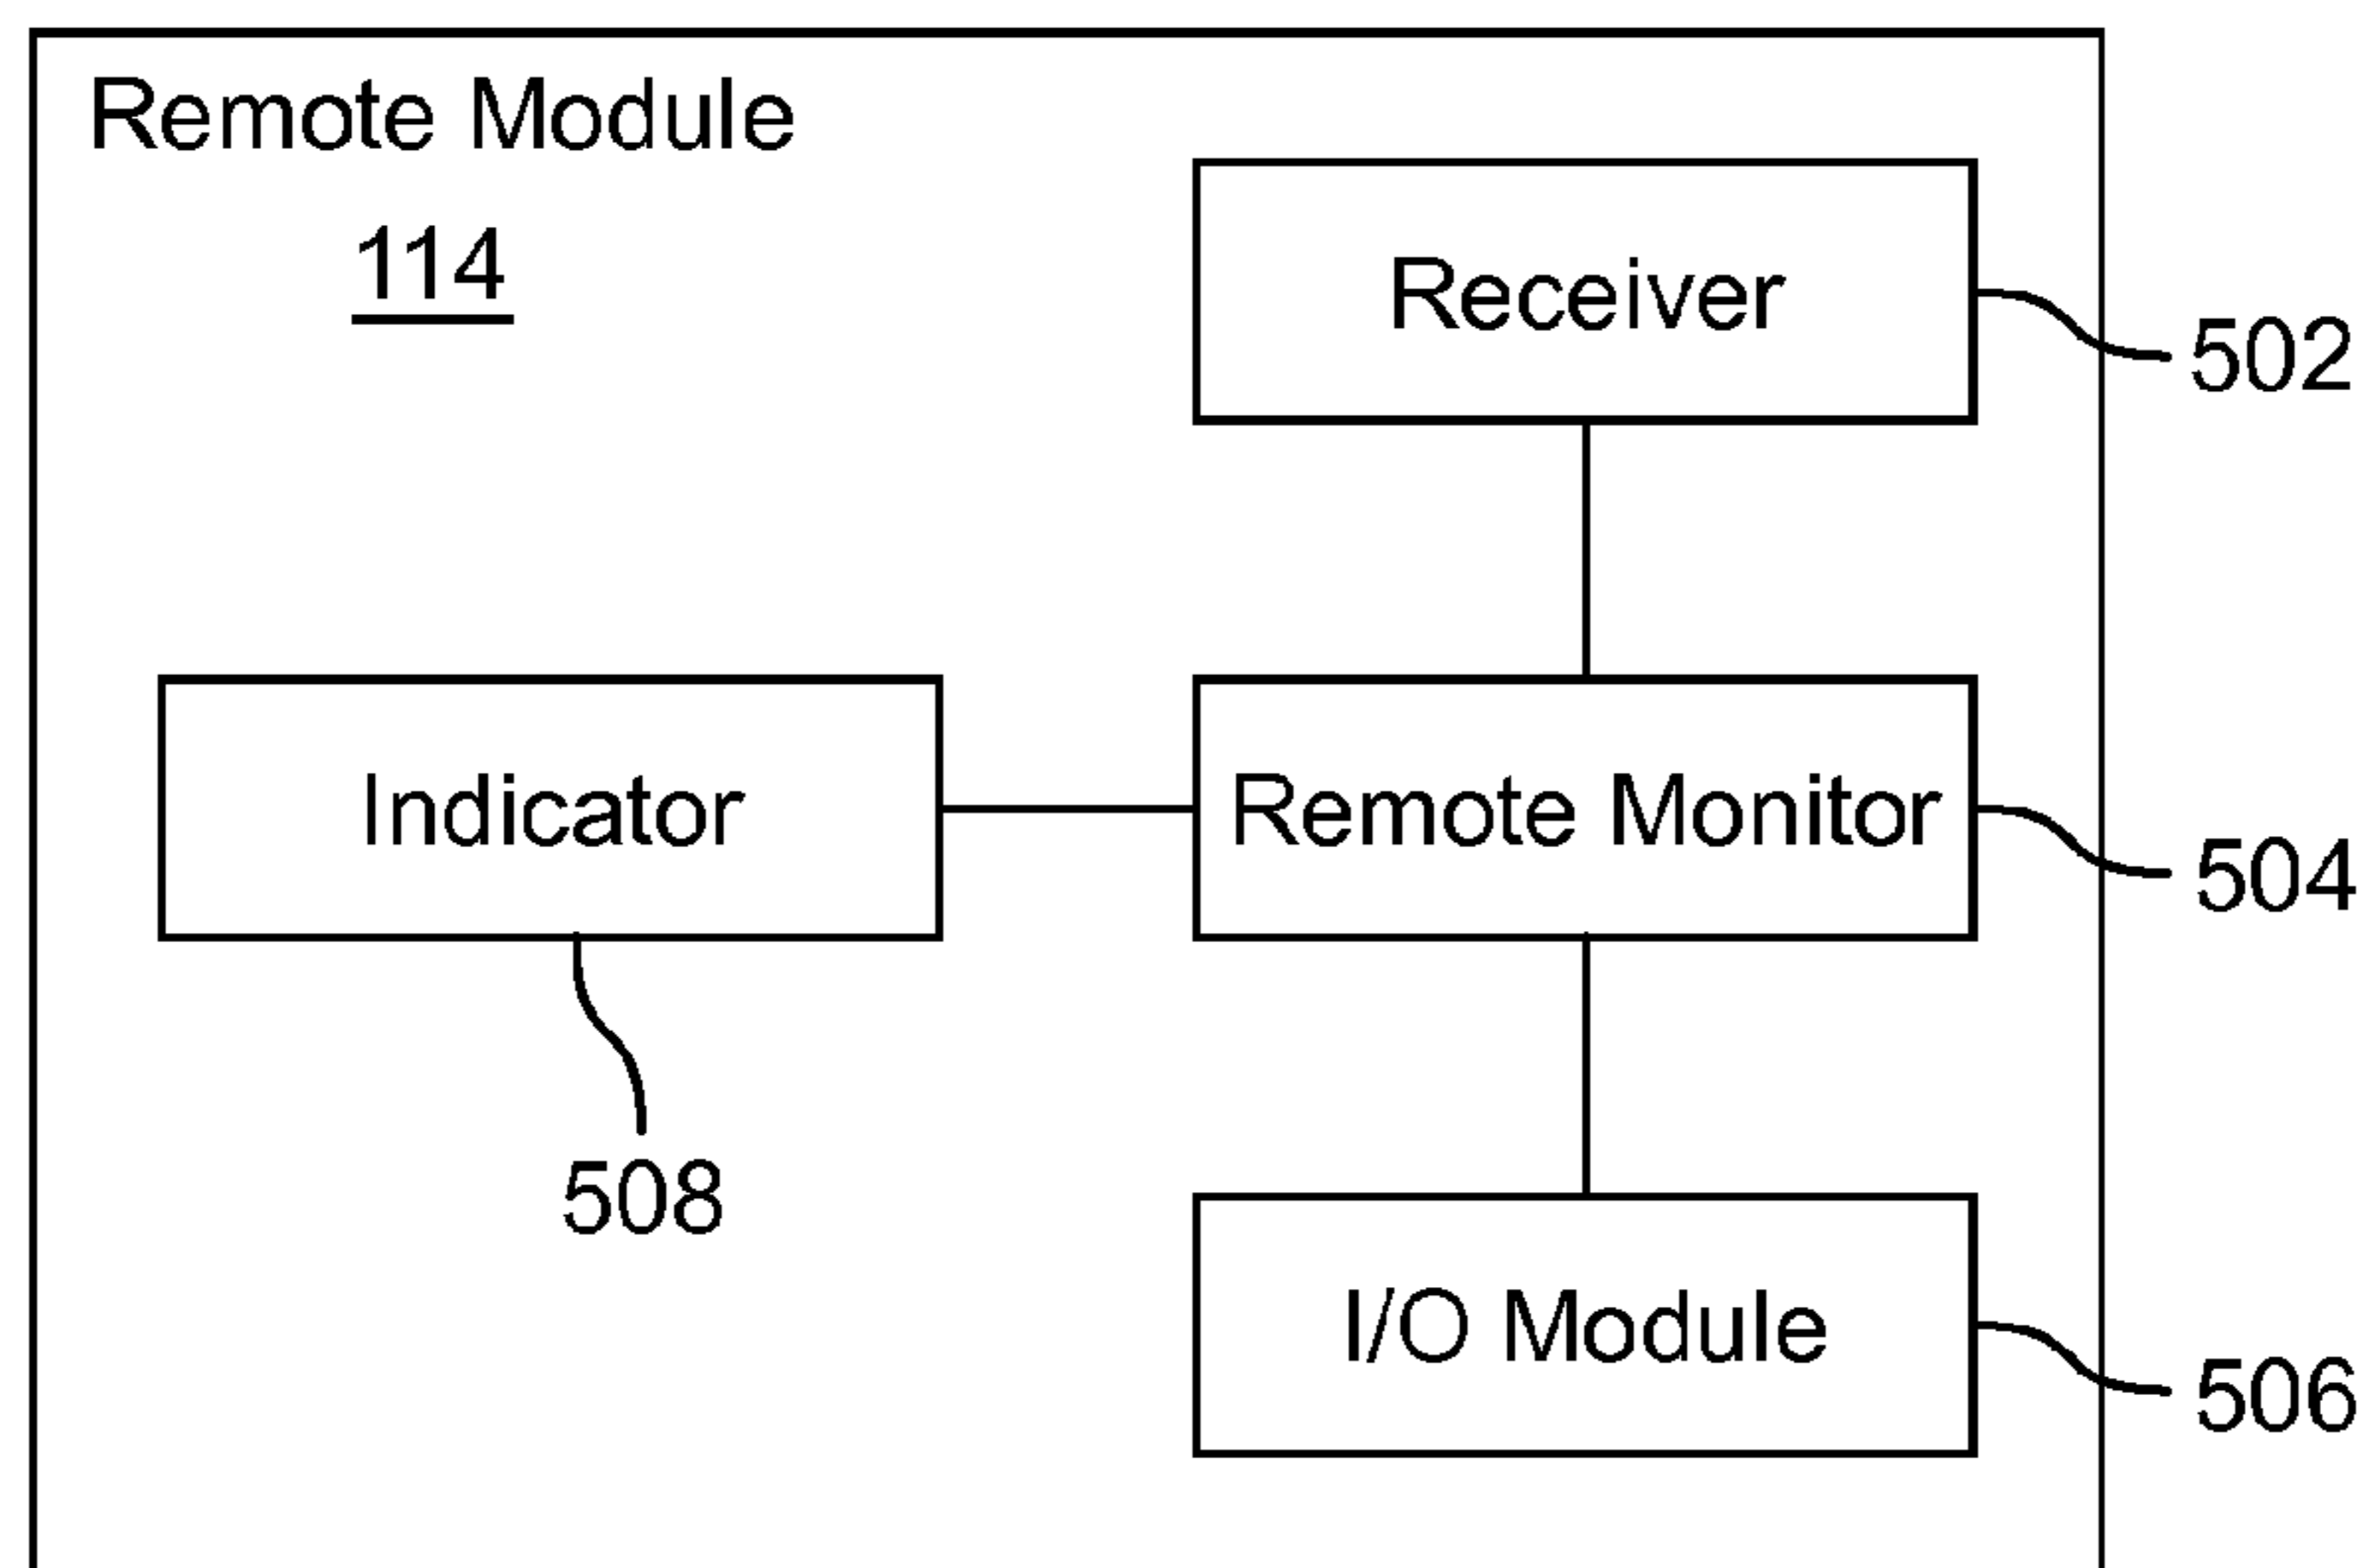 Remote Module
114
Receiver
502
Indicator
Remote Monitor
504
508
I/O Module
506